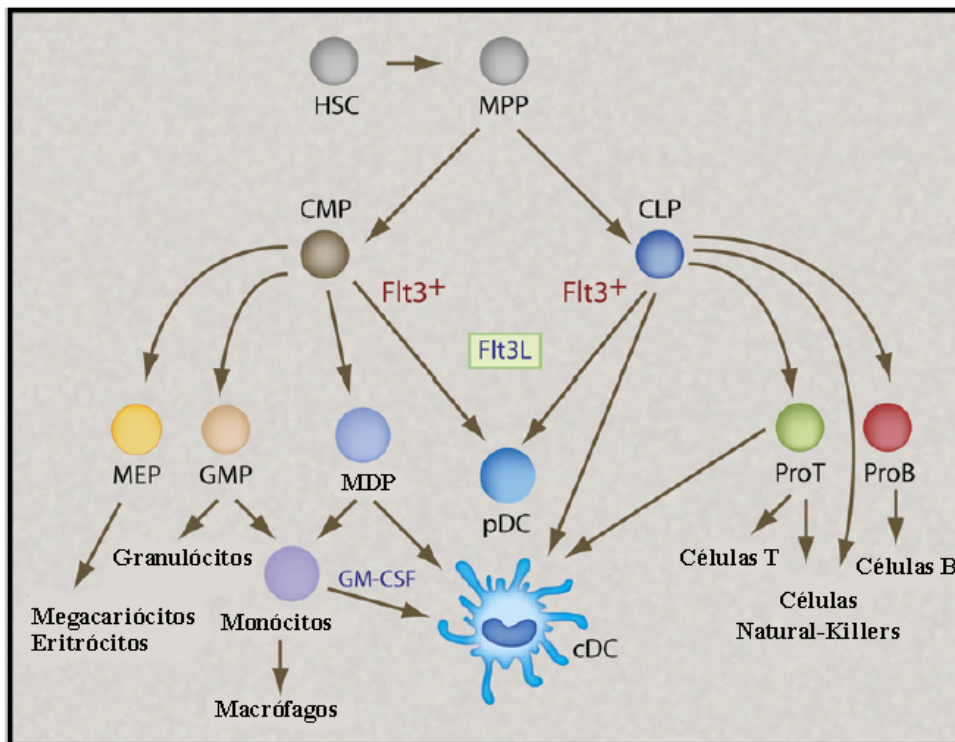 HSC
MPP
CMP
CLP
Flt3+
Flt3+
Flt3L
MEP
GMP
MDP
pDC
ProT
ProB
Granulócitos
GM-CSF
Células T
Células B
Megacariócitos
Eritrócitos
Monócitos
cDC
Células
Natural-Killers
Macrófagos